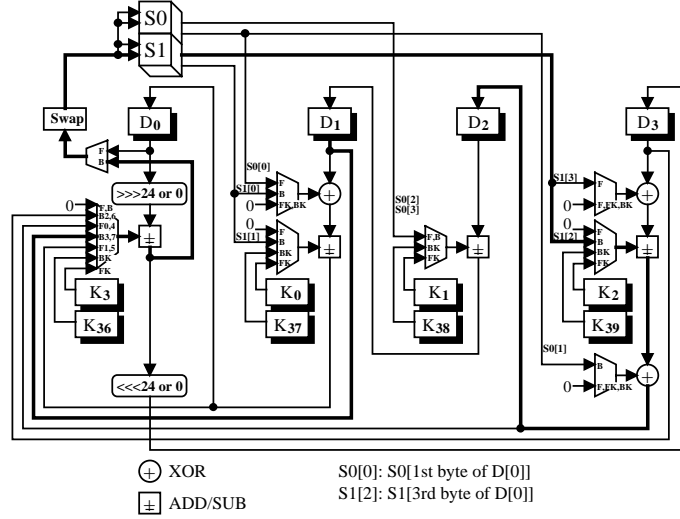 S0
S1
Swap
D0
D1
D2
D3
F
B
>>>24 or 0
S0[0]
S1[0]
F
B
FK,BK
0
S0[2]
S0[3]
S1[3]
F
F,FK,BK
0
0
F,B
B2,6
F0,4
B3,7
F1,5
BK
FK
±
0
S1[1]
F
B
BK
FK
±
F,B
BK
FK
±
0
S1[2]
F
B
BK
FK
±
K3
K0
K1
K2
K36
K37
K38
K39
S0[1]
B
F,FK,BK
0
<<<24 or 0
XOR
S0[0]: S0[1st byte of D[0]]
± ADD/SUB
S1[2]: S1[3rd byte of D[0]]